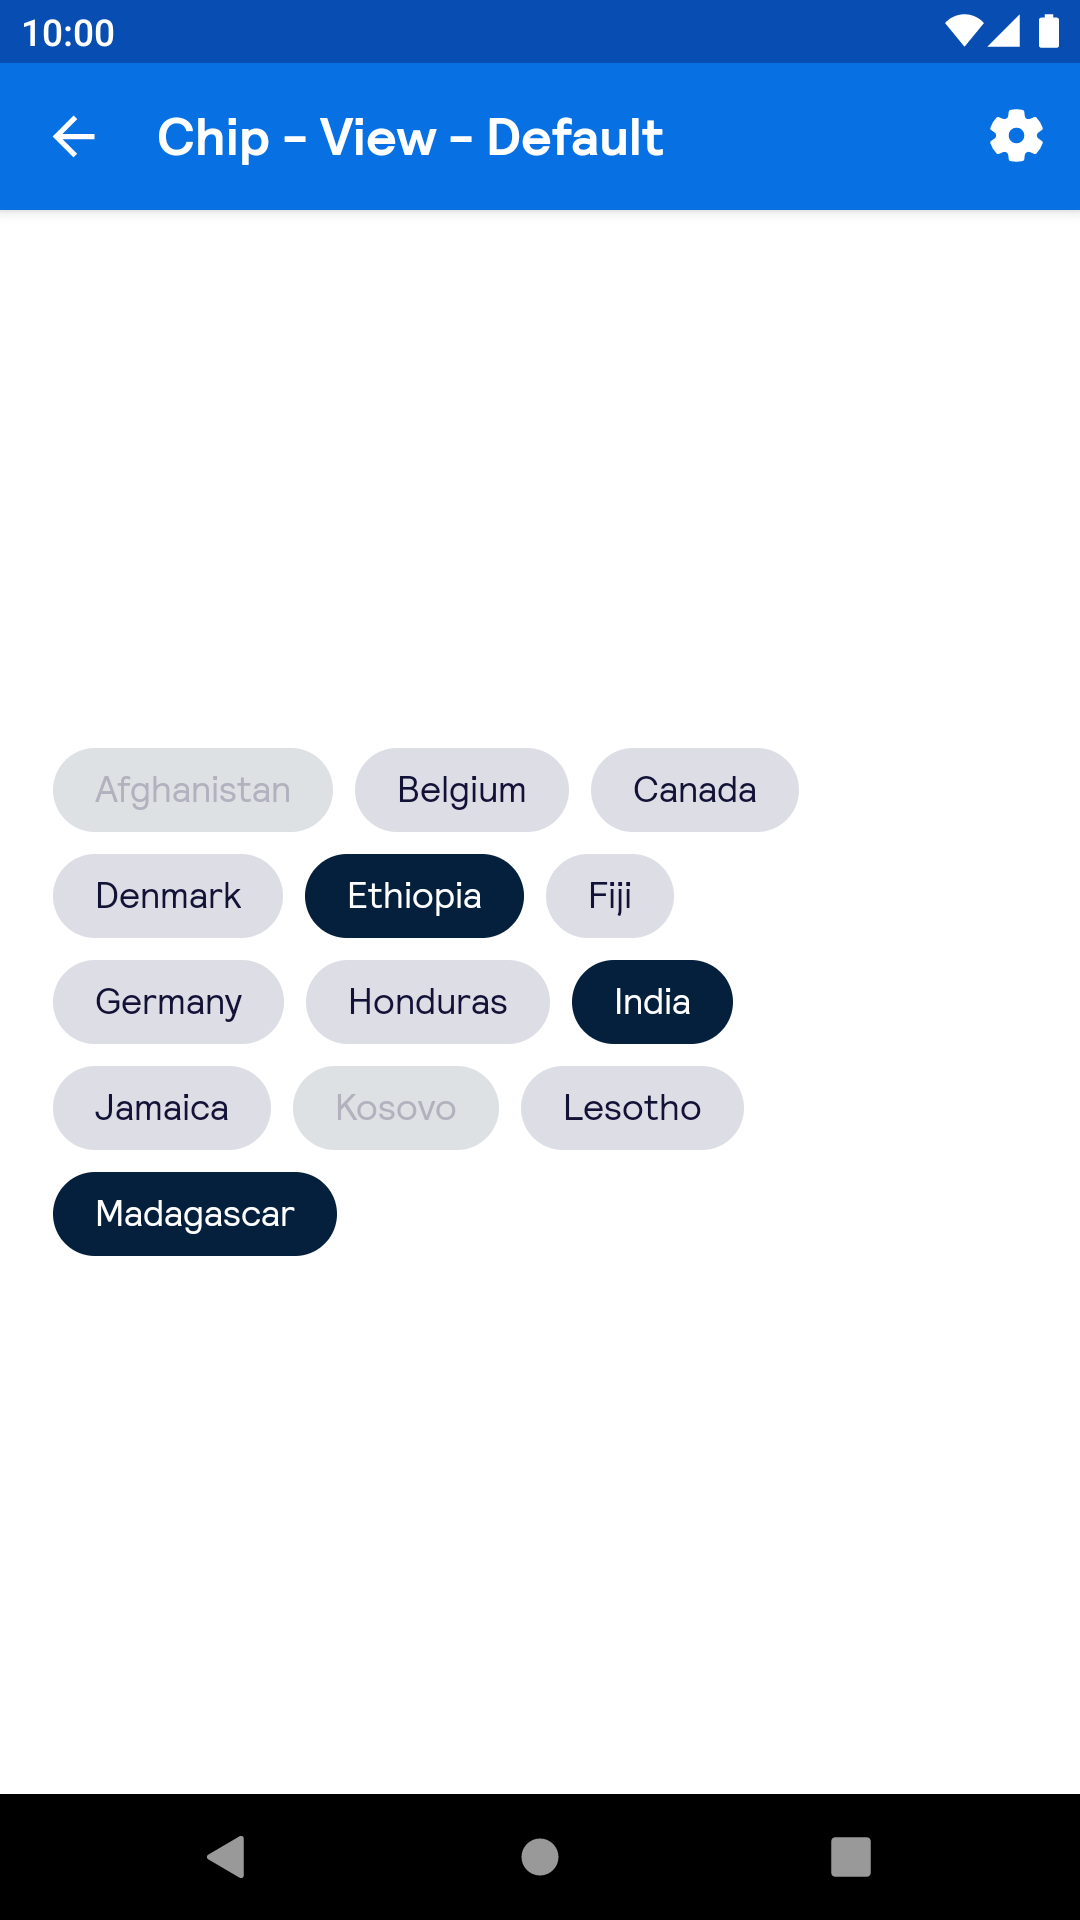 10:00
Chip - View - Default
Afghanistan Belgium Canada
Denmark Ethiopia Fiji
Germany Honduras India
Jamaica Kosovo Lesotho
Madagascar